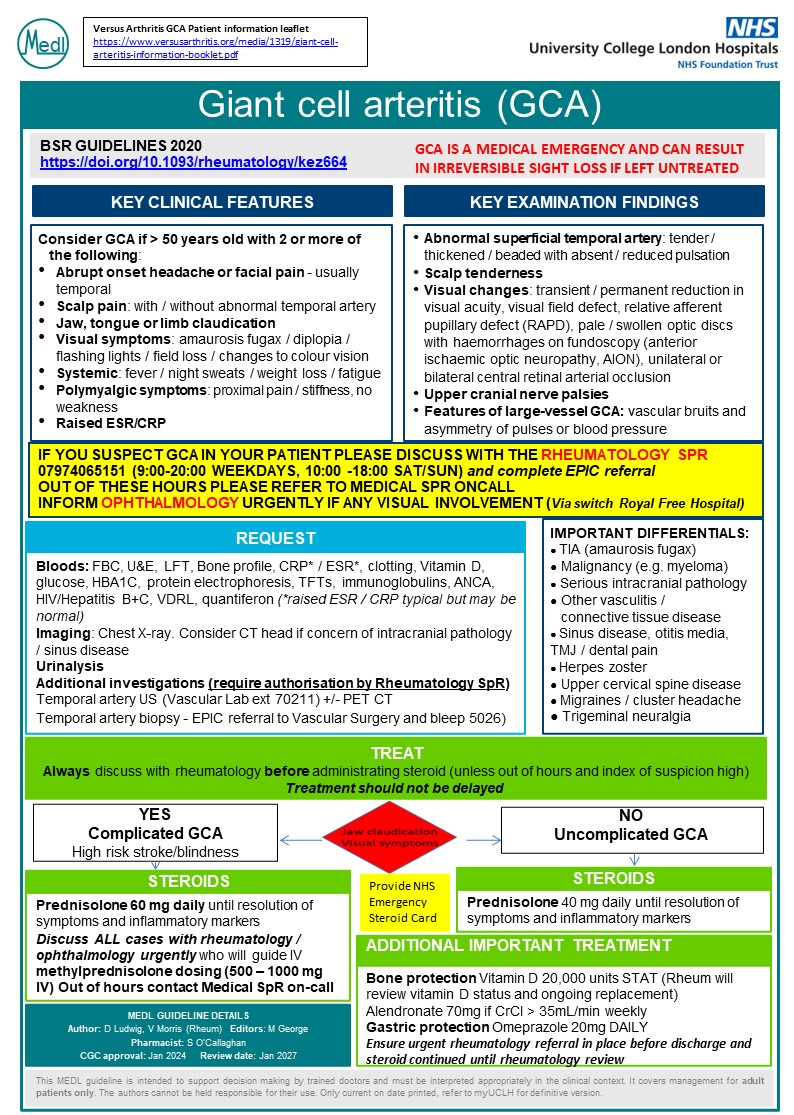 Medl
Versus Arthritis GCA Patient information leaflet
https://www.versusarthritis.org/media/1319/giant-cell-
arteritis-information-booklet.pdf
NHS
University College London Hospitals
NHS Foundation Trust
Giant cell arteritis (GCA)
BSR GUIDELINES 2020
https://doi.org/10.1093/rheumatology/kez664
GCA IS A MEDICAL EMERGENCY AND CAN RESULT
IN IRREVERSIBLE SIGHT LOSS IF LEFT UNTREATED
KEY CLINICAL FEATURES
Consider GCA if > 50 years old with 2 or more of
the following:
• Abrupt onset headache or facial pain - usually
temporal
• Scalp pain: with / without abnormal temporal artery
• Jaw, tongue or limb claudication
• Visual symptoms: amaurosis fugax / diplopia /
flashing lights / field loss / changes to colour vision
• Systemic: fever / night sweats / weight loss / fatigue
• Polymyalgic symptoms: proximal pain / stiffness, no
weakness
• Raised ESR/CRP
KEY EXAMINATION FINDINGS
• Abnormal superficial temporal artery: tender /
thickened / beaded with absent / reduced pulsation
• Scalp tenderness
• Visual changes: transient / permanent reduction in
visual acuity, visual field defect, relative afferent
pupillary defect (RAPD), pale / swollen optic discs
with haemorrhages on fundoscopy (anterior
ischaemic optic neuropathy, AION), unilateral or
bilateral central retinal arterial occlusion
• Upper cranial nerve palsies
• Features of large-vessel GCA: vascular bruits and
asymmetry of pulses or blood pressure
IF YOU SUSPECT GCA IN YOUR PATIENT PLEASE DISCUSS WITH THE RHEUMATOLOGY SPR
07974065151 (9:00-20:00 WEEKDAYS, 10:00 -18:00 SAT/SUN) and complete EPIC referral
OUT OF THESE HOURS PLEASE REFER TO MEDICAL SPR ONCALL
INFORM OPHTHALMOLOGY URGENTLY IF ANY VISUAL INVOLVEMENT (Via switch Royal Free Hospital)
REQUEST
Bloods: FBC, U&E, LFT, Bone profile, CRP* / ESR*, clotting, Vitamin D,
glucose, HBA1C, protein electrophoresis, TFTs, immunoglobulins, ANCA,
HIV/Hepatitis B+C, VDRL, quantiferon (*raised ESR / CRP typical but may be
normal)
Imaging: Chest X-ray. Consider CT head if concern of intracranial pathology
/ sinus disease
Urinalysis
Additional investigations (require authorisation by Rheumatology SpR)
Temporal artery US (Vascular Lab ext 70211) +/- PET CT
Temporal artery biopsy - EPIC referral to Vascular Surgery and bleep 5026)
IMPORTANT DIFFERENTIALS:
• TIA (amaurosis fugax)
• Malignancy (e.g. myeloma)
• Serious intracranial pathology
• Other vasculitis /
connective tissue disease
• Sinus disease, otitis media,
TMJ / dental pain
• Herpes zoster
• Upper cervical spine disease
• Migraines / cluster headache
• Trigeminal neuralgia
TREAT
Always discuss with rheumatology before administrating steroid (unless out of hours and index of suspicion high)
Treatment should not be delayed
YES
Complicated GCA
High risk stroke/blindness
Jaw claudication
Visual symptoms
NO
Uncomplicated GCA
STEROIDS
Prednisolone 60 mg daily until resolution of
symptoms and inflammatory markers
Discuss ALL cases with rheumatology /
ophthalmology urgently who will guide IV
methylprednisolone dosing (500 – 1000 mg
IV) Out of hours contact Medical SpR on-call
Provide NHS
Emergency
Steroid Card
STEROIDS
Prednisolone 40 mg daily until resolution of
symptoms and inflammatory markers
ADDITIONAL IMPORTANT TREATMENT
Bone protection Vitamin D 20,000 units STAT (Rheum will
review vitamin D status and ongoing replacement)
Alendronate 70mg if CrCl > 35mL/min weekly
Gastric protection Omeprazole 20mg DAILY
Ensure urgent rheumatology referral in place before discharge and
steroid continued until rheumatology review
MEDL GUIDELINE DETAILS
Author: D Ludwig, V Morris (Rheum) Editors: M George
Pharmacist: S O'Callaghan
CGC approval: Jan 2024 Review date: Jan 2027
This MEDL guideline is intended to support decision making by trained doctors and must be interpreted appropriately in the clinical context. It covers management for adult
patients only. The authors cannot be held responsible for their use. Only current on date printed, refer to myUCLH for definitive version.